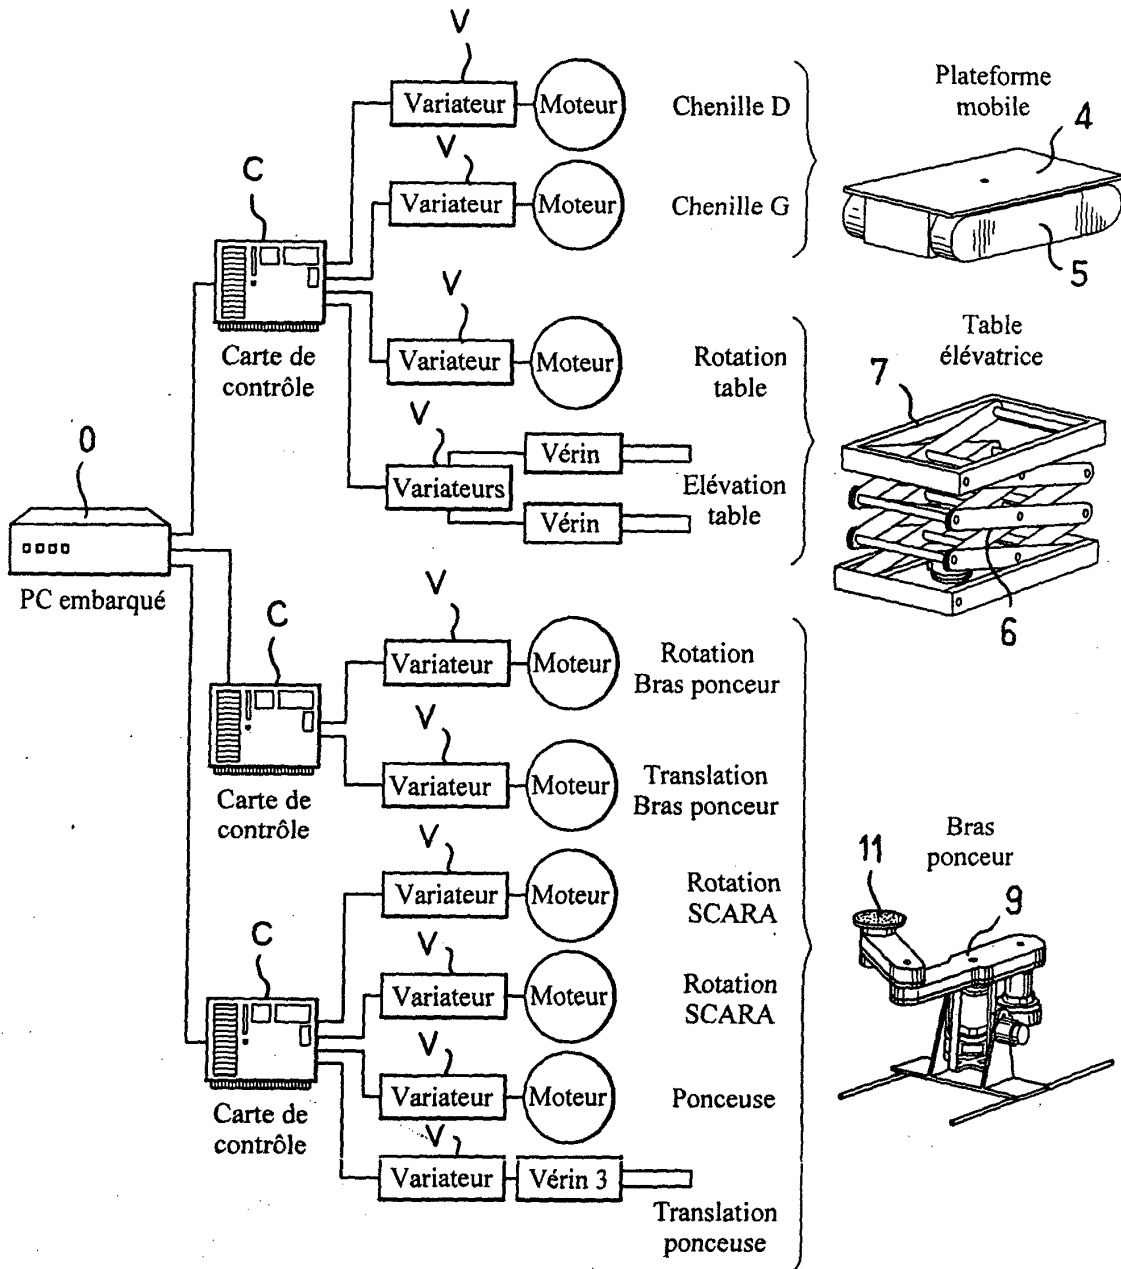 V
Variateur
Moteur
Chenille D
Plateforme
mobile
4
V
Variateur
Moteur
Chenille G
5
C
Carte de
contrôle
V
Variateur
Moteur
Rotation
table
Table
élévatrice
7
V
Variateurs
Vérin
Vérin
Elévation
table
6
0
PC embarqué
C
Carte de
contrôle
V
Variateur
Moteur
Rotation
Bras ponceur
V
Variateur
Moteur
Translation
Bras ponceur
Bras
ponceur
11
9
C
Carte de
contrôle
V
Variateur
Moteur
Rotation
SCARA
V
Variateur
Moteur
Rotation
SCARA
V
Variateur
Moteur
Ponceuse
V
Variateur
Vérin 3
Translation
ponceuse